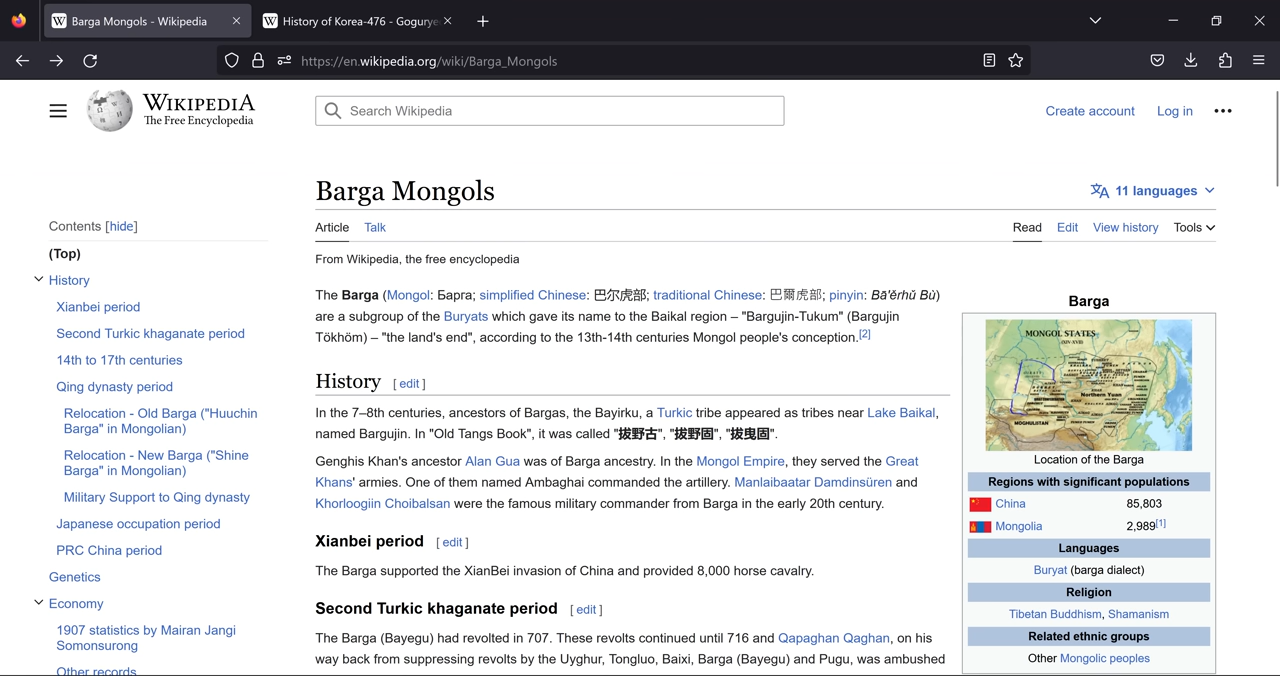 Barga Mongols - Wikipedia
History of Korea-476 - Gogurye
https://en.wikipedia.org/wiki/Barga_Mongols
WIKIPEDIA
The Free Encyclopedia
Search Wikipedia
Create account
Log in
Barga Mongols
11 languages
Article
Talk
Read
Edit
View history
Tools
From Wikipedia, the free encyclopedia
Contents [hide]
(Top)
History
Xianbei period
Second Turkic khaganate period
14th to 17th centuries
Qing dynasty period
Relocation - Old Barga ("Huuchin
Barga" in Mongolian)
Relocation - New Barga ("Shine
Barga" in Mongolian)
Military Support to Qing dynasty
Japanese occupation period
PRC China period
Genetics
Economy
1907 statistics by Mairan Jangi
Somonsurong
Other records
The Barga (Mongol: Барга; simplified Chinese: 巴尔虎部; traditional Chinese: 巴爾虎部; pinyin: Bā'ěrhǔ Bù)
are a subgroup of the Buryats which gave its name to the Baikal region – "Bargujin-Tukum" (Bargujin
Tökhöm) – "the land's end", according to the 13th-14th centuries Mongol people's conception.[2]
History [ edit ]
In the 7–8th centuries, ancestors of Bargas, the Bayirku, a Turkic tribe appeared as tribes near Lake Baikal,
named Bargujin. In "Old Tangs Book", it was called "拔野古", "拔野固", "拔曳固".
Genghis Khan's ancestor Alan Gua was of Barga ancestry. In the Mongol Empire, they served the Great
Khans' armies. One of them named Ambaghai commanded the artillery. Manlaibaatar Damdinsüren and
Khorloogiin Choibalsan were the famous military commander from Barga in the early 20th century.
Xianbei period [ edit ]
The Barga supported the XianBei invasion of China and provided 8,000 horse cavalry.
Second Turkic khaganate period [ edit ]
The Barga (Bayegu) had revolted in 707. These revolts continued until 716 and Qapaghan Qaghan, on his
way back from suppressing revolts by the Uyghur, Tongluo, Baixi, Barga (Bayegu) and Pugu, was ambushed
Barga
MONGOL STATES
(XIV-XVII)
Northern Yuan
MOGHULISTAN
Location of the Barga
Regions with significant populations
China 85,803
Mongolia 2,989[1]
Languages
Buryat (barga dialect)
Religion
Tibetan Buddhism, Shamanism
Related ethnic groups
Other Mongolic peoples